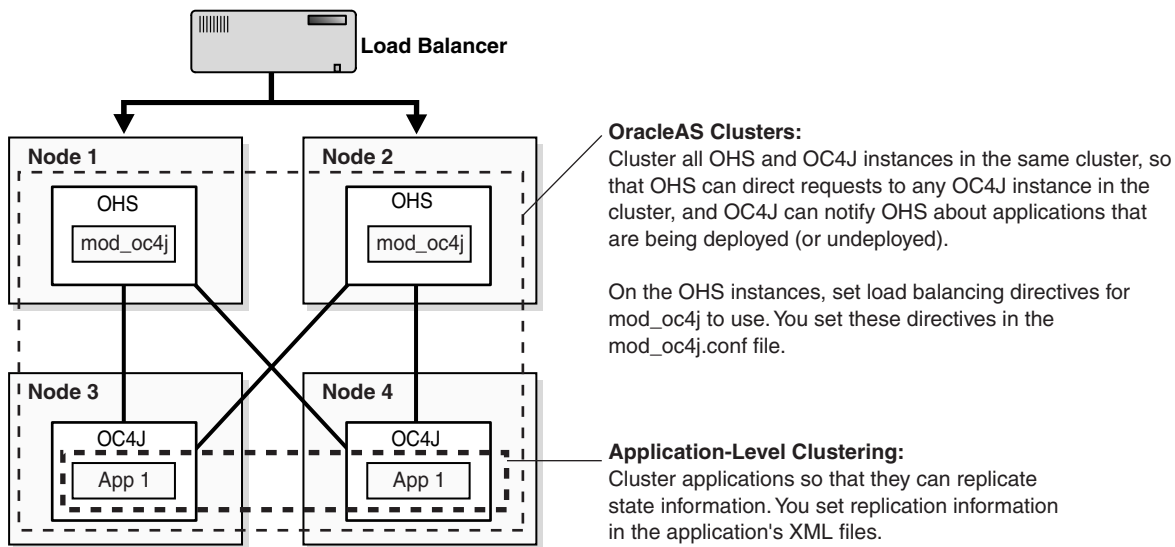 Load Balancer
Node 1
OHS
mod_oc4j
Node 2
OHS
mod_oc4j
Node 3
OC4J
App 1
Node 4
OC4J
App 1
OracleAS Clusters:
Cluster all OHS and OC4J instances in the same cluster, so
that OHS can direct requests to any OC4J instance in the
cluster, and OC4J can notify OHS about applications that
are being deployed (or undeployed).
On the OHS instances, set load balancing directives for
mod_oc4j to use. You set these directives in the
mod_oc4j.conf file.
Application-Level Clustering:
Cluster applications so that they can replicate
state information. You set replication information
in the application's XML files.